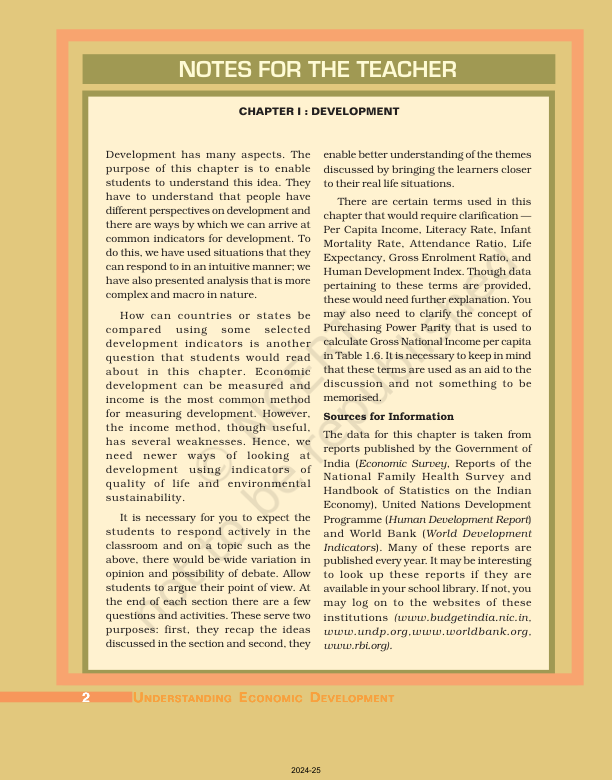 NOTES FOR THE TEACHER
CHAPTER I : DEVELOPMENT
Development has many aspects. The
purpose of this chapter is to enable
students to understand this idea. They
have to understand that people have
different perspectives on development and
there are ways by which we can arrive at
common indicators for development. To
do this, we have used situations that they
can respond to in an intuitive manner; we
have also presented analysis that is more
complex and macro in nature.
How can countries or states be
compared using some selected
development indicators is another
question that students would read
about in this chapter. Economic
development can be measured and
income is the most common method
for measuring development. However,
the income method, though useful,
has several weaknesses. Hence, we
need newer ways of looking at
development using indicators of
quality of life and environmental
sustainability.
It is necessary for you to expect the
students to respond actively in the
classroom and on a topic such as the
above, there would be wide variation in
opinion and possibility of debate. Allow
students to argue their point of view. At
the end of each section there are a few
questions and activities. These serve two
purposes: first, they recap the ideas
discussed in the section and second, they
enable better understanding of the themes
discussed by bringing the learners closer
to their real life situations.
There are certain terms used in this
chapter that would require clarification —
Per Capita Income, Literacy Rate, Infant
Mortality Rate, Attendance Ratio, Life
Expectancy, Gross Enrolment Ratio, and
Human Development Index. Though data
pertaining to these terms are provided,
these would need further explanation. You
may also need to clarify the concept of
Purchasing Power Parity that is used to
calculate Gross National Income per capita
in Table 1.6. It is necessary to keep in mind
that these terms are used as an aid to the
discussion and not something to be
memorised.
Sources for Information
The data for this chapter is taken from
reports published by the Government of
India (Economic Survey, Reports of the
National Family Health Survey and
Handbook of Statistics on the Indian
Economy), United Nations Development
Programme (Human Development Report)
and World Bank (World Development
Indicators). Many of these reports are
published every year. It may be interesting
to look up these reports if they are
available in your school library. If not, you
may log on to the websites of these
institutions (www.budgetindia.nic.in,
www.undp.org,www.worldbank.org,
www.rbi.org).
© NCERT
not to be republished
2 UNDERSTANDING ECONOMIC DEVELOPMENT
2024-25